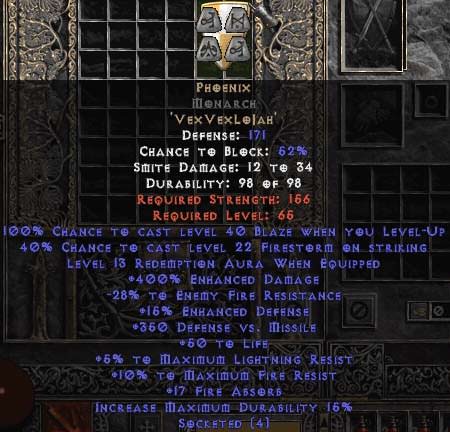 Phoenix
Monarch
'VexVexLoJah'
Defense: 171
Chance to Block: 52%
Smite Damage: 12 to 34
Durability: 98 of 98
Required Strength: 156
Required Level: 65
100% Chance to cast level 40 Blaze when you Level-Up
40% Chance to cast level 22 Firestorm on striking
Level 13 Redemption Aura When Equipped
+400% Enhanced Damage
-28% to Enemy Fire Resistance
+15% Enhanced Defense
+350 Defense vs. Missile
+50 to Life
+5% to Maximum Lightning Resist
+10% to Maximum Fire Resist
+17 Fire Absorb
Increase Maximum Durability 15%
Socketed (4)